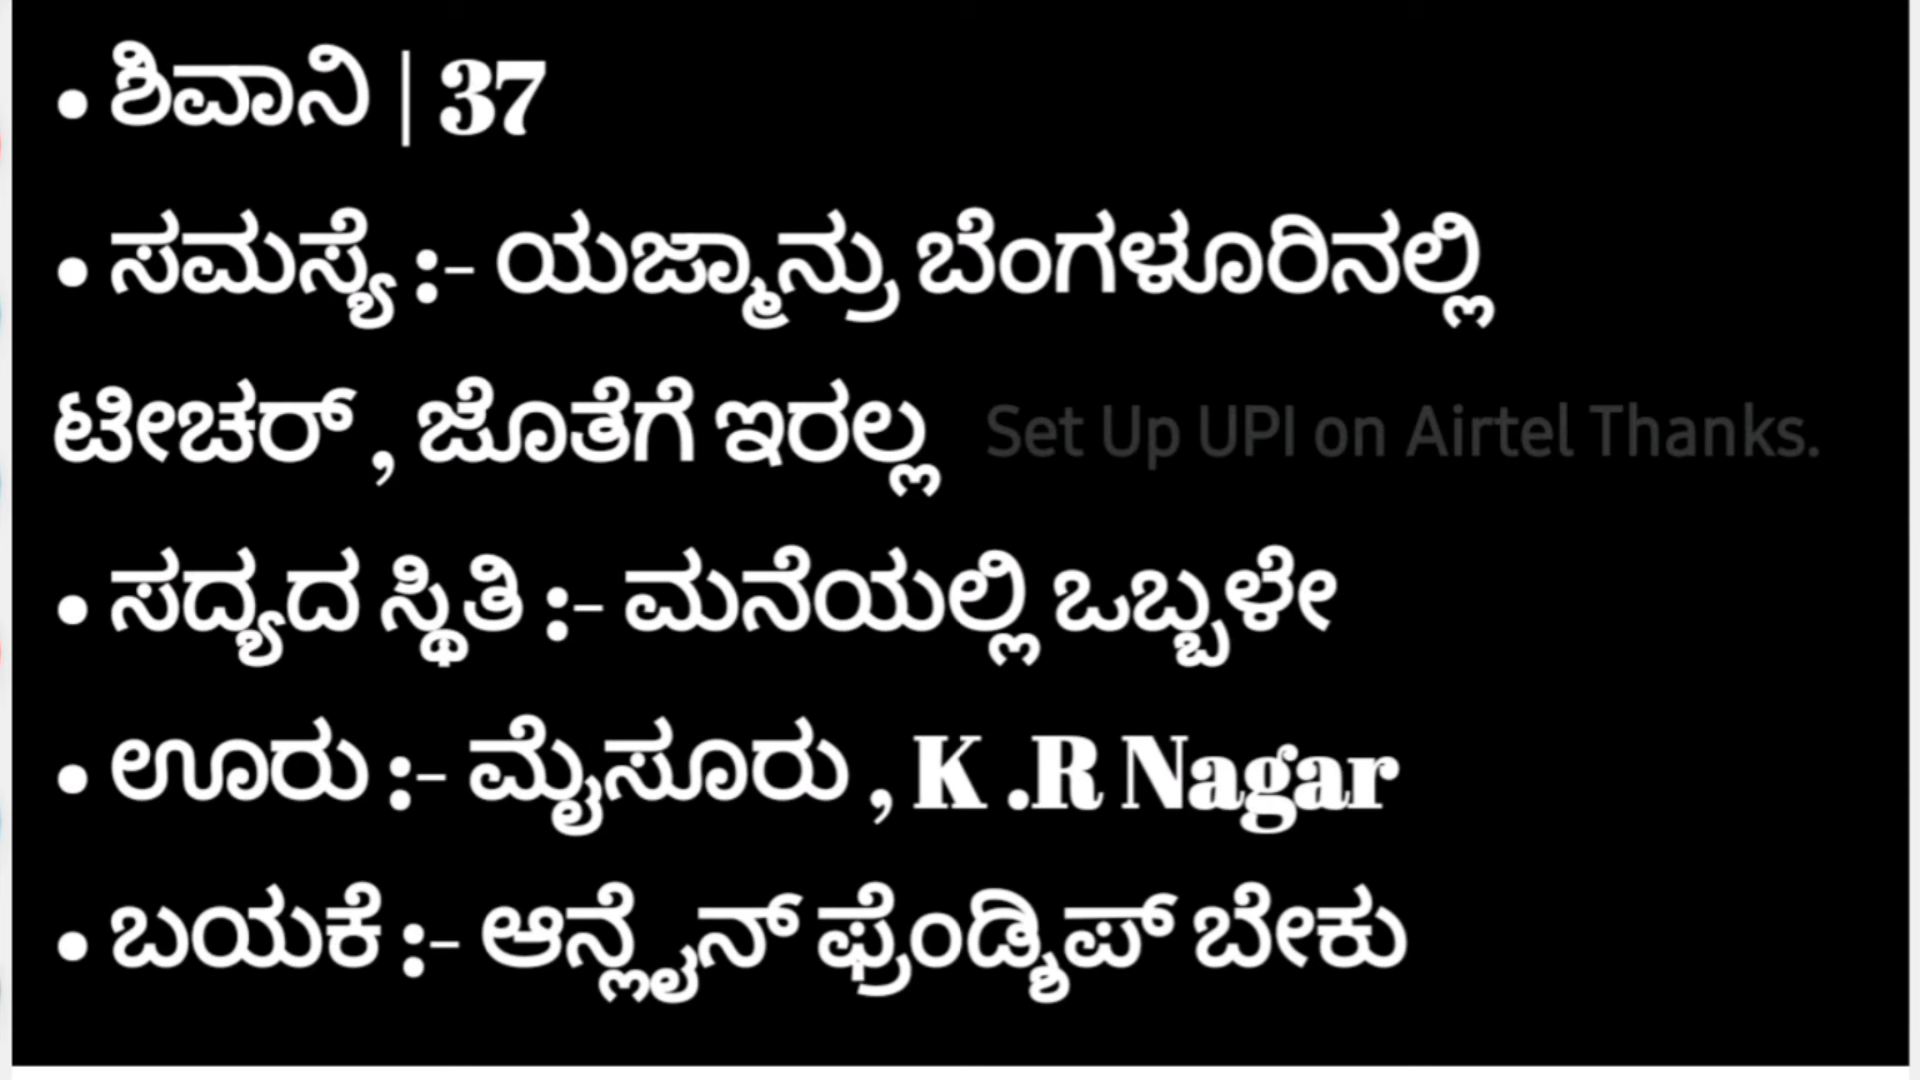 • ಶಿವಾನಿ | 37
• ಸಮಸ್ಯೆ :- ಯಜ್ಮಾನ್ರು ಬೆಂಗಳೂರಿನಲ್ಲಿ
ಟೀಚರ್ , ಜೊತೆಗೆ ಇರಲ್ಲ Set Up UPI on Airtel Thanks.
• ಸದ್ಯದ ಸ್ಥಿತಿ :- ಮನೆಯಲ್ಲಿ ಒಬ್ಬಳೇ
• ಊರು :- ಮೈಸೂರು , K .R Nagar
• ಬಯಕೆ :- ಆನ್ಲೈನ್ ಫ್ರೆಂಡ್ಶಿಪ್ ಬೇಕು